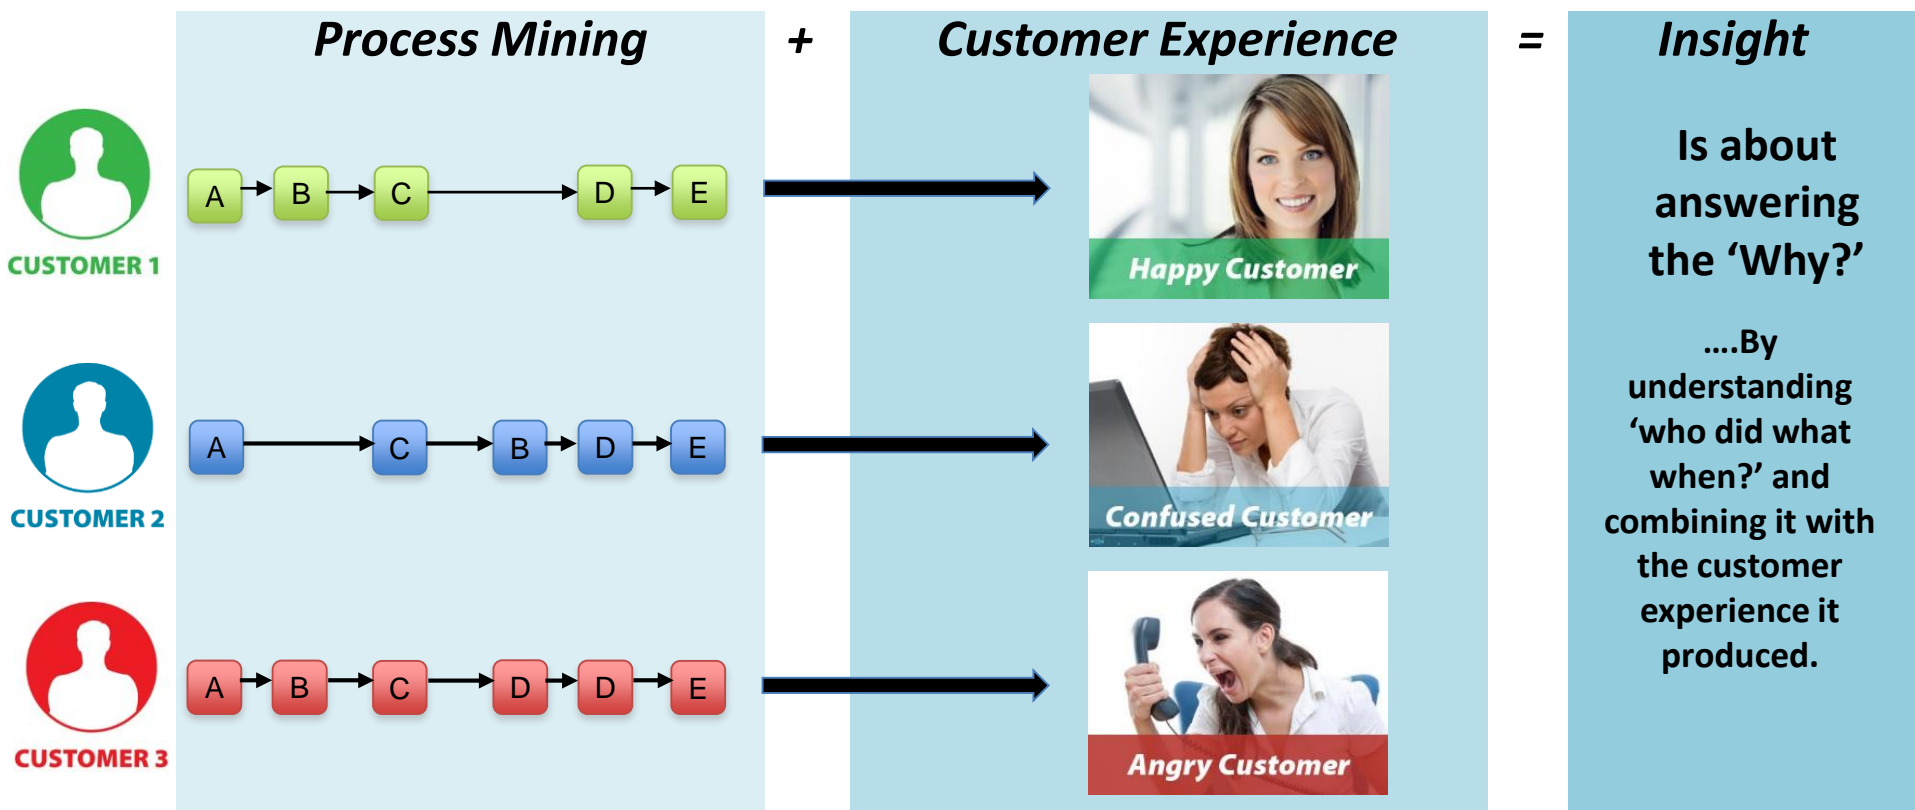 Process Mining + Customer Experience = Insight
CUSTOMER 1
A B C D E
Happy Customer
CUSTOMER 2
A C B D E
Confused Customer
CUSTOMER 3
A B C D D E
Angry Customer
Is about
answering
the ‘Why?’
....By
understanding
‘who did what
when?’ and
combining it with
the customer
experience it
produced.